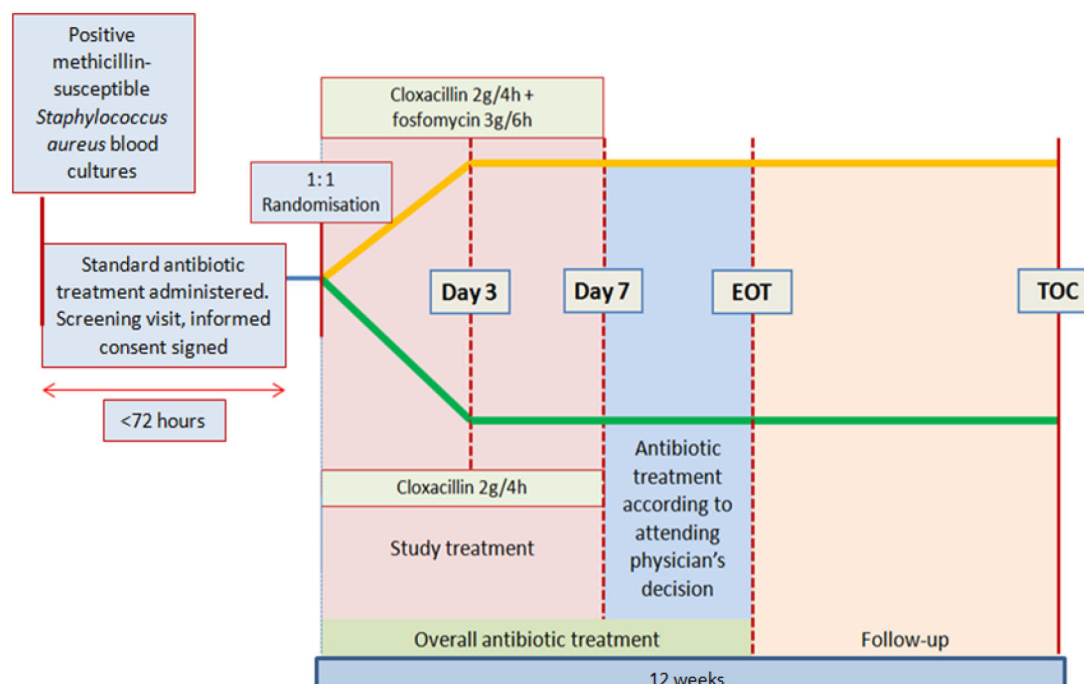 Positive
methicillin-
susceptible
Staphylococcus
aureus blood
cultures
Standard antibiotic
treatment administered.
Screening visit, informed
consent signed
<72 hours
1:1
Randomisation
Cloxacillin 2g/4h +
fosfomycin 3g/6h
Day 3
Day 7
EOT
TOC
Cloxacillin 2g/4h
Study treatment
Antibiotic
treatment
according to
attending
physician's
decision
Overall antibiotic treatment
Follow-up
12 weeks